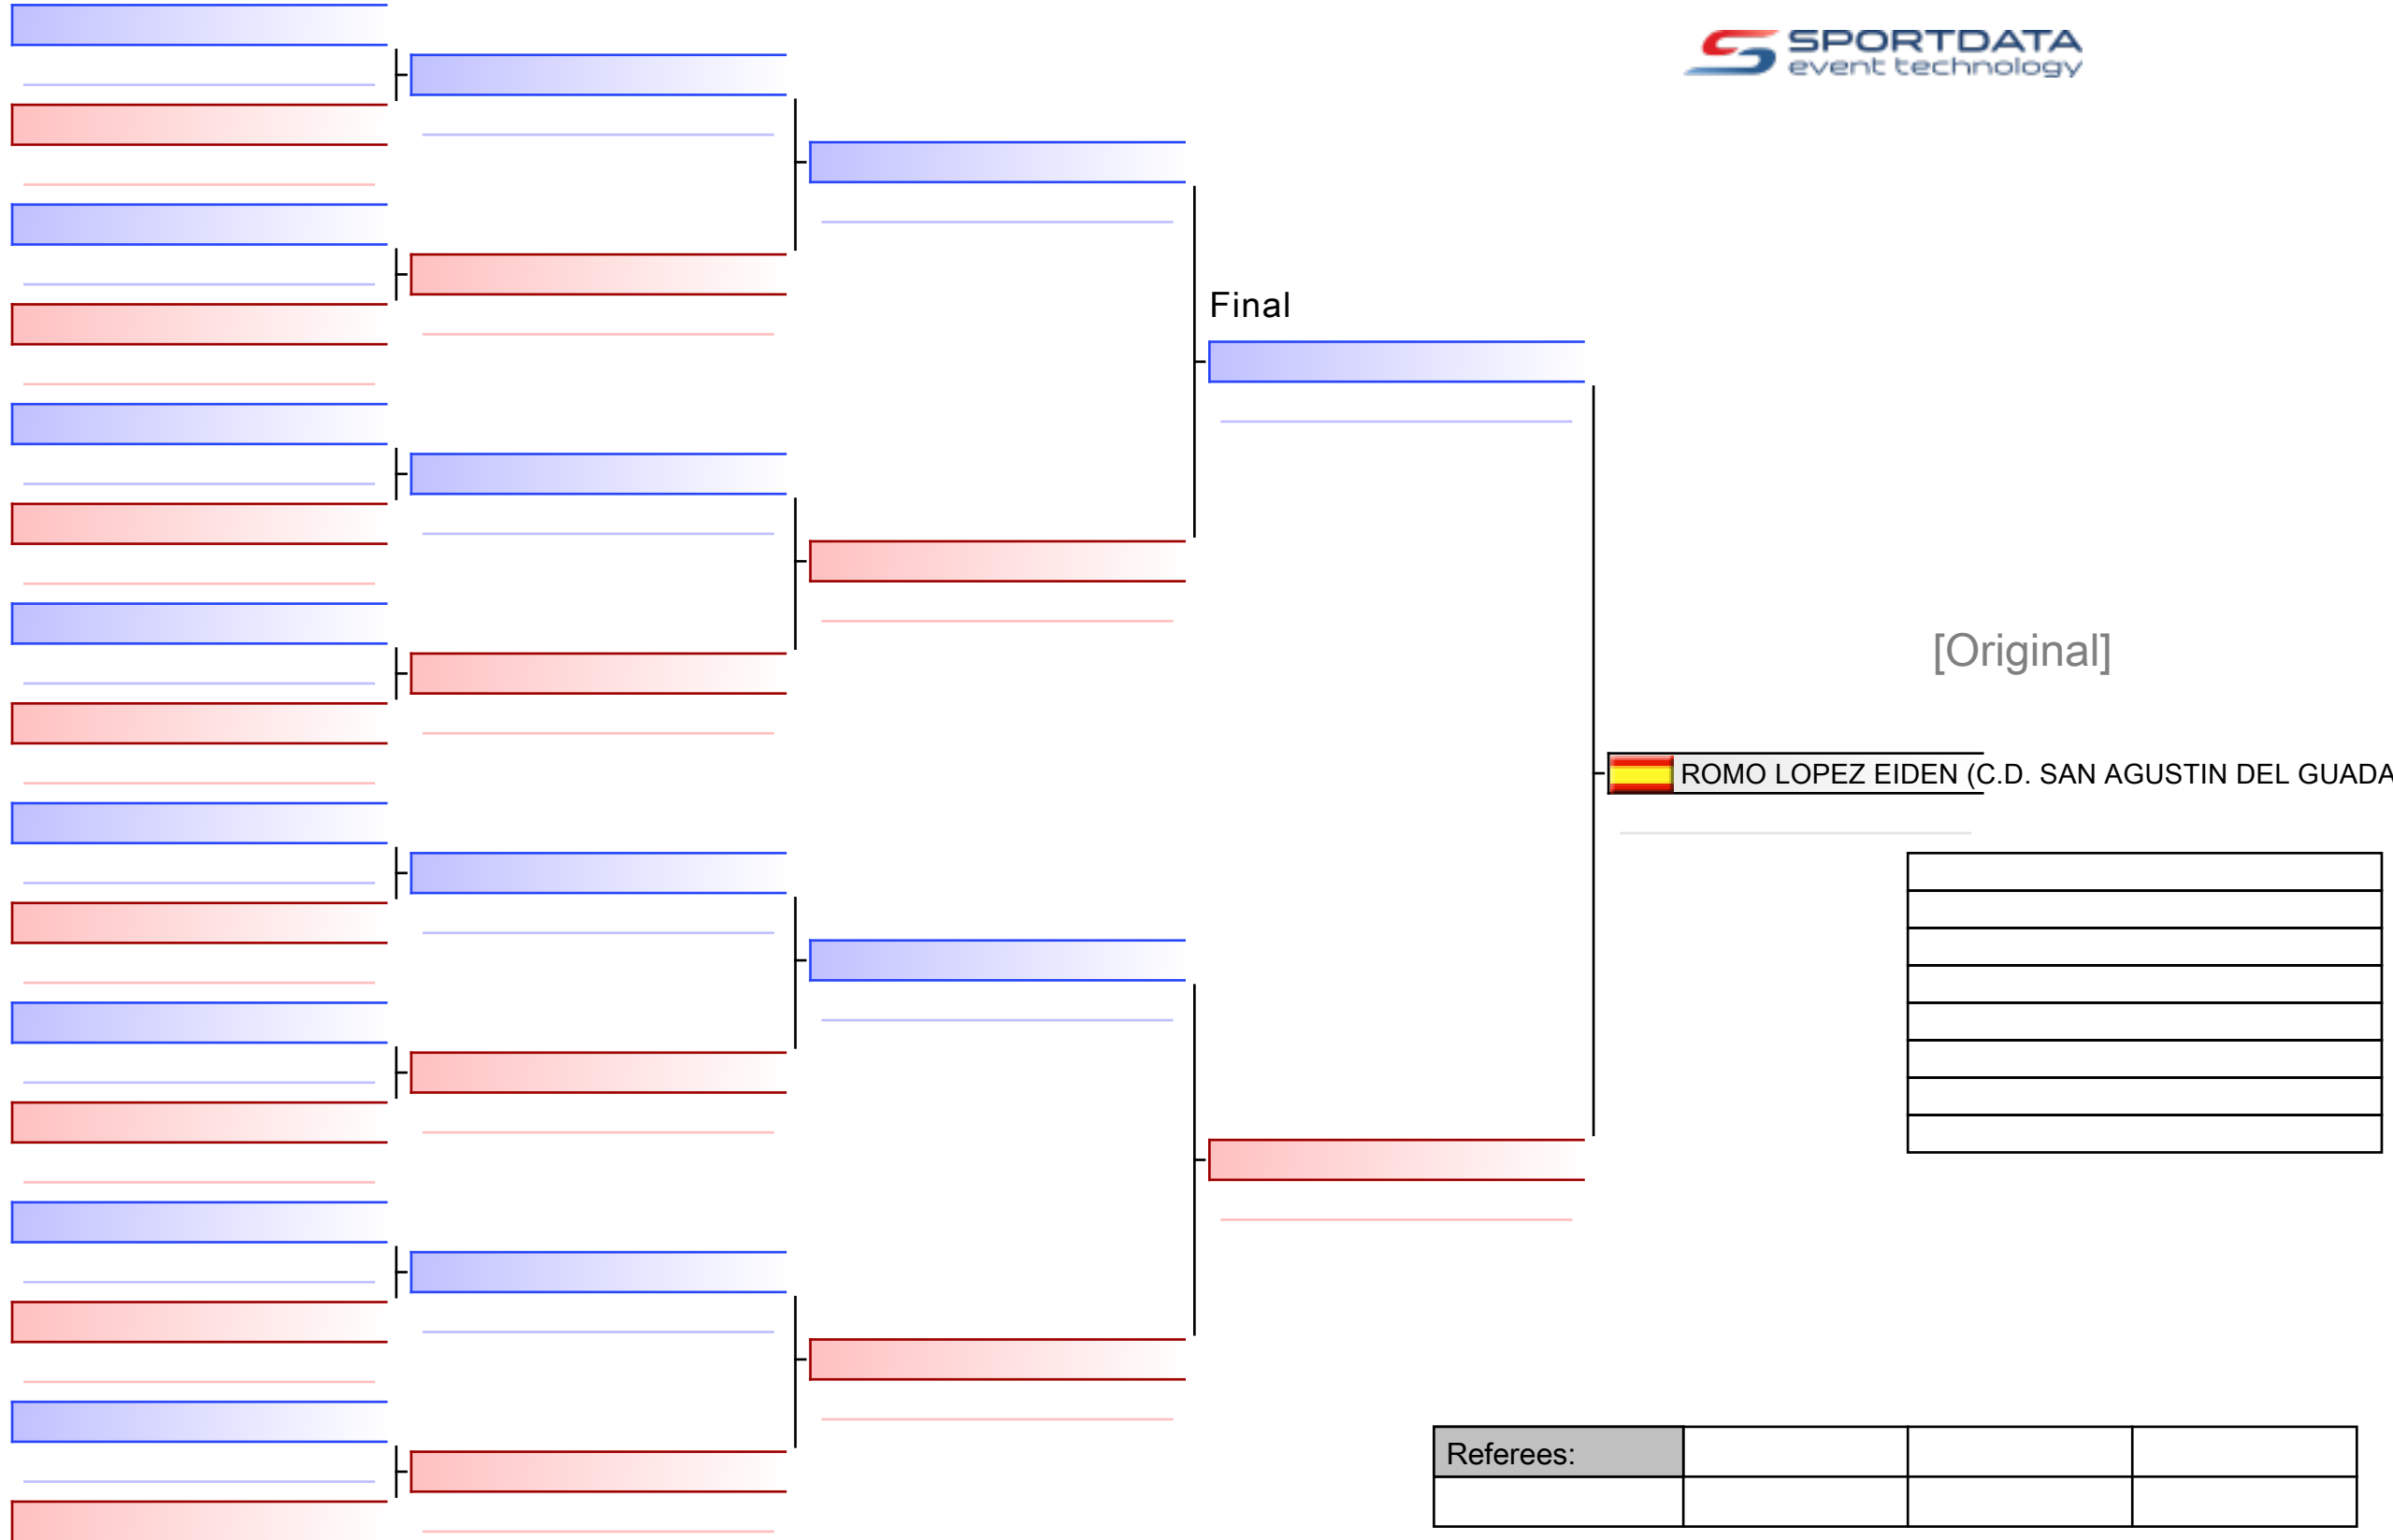 SPORTDATA
event technology
Final
[Original]
ROMO LOPEZ EIDEN (C.D. SAN AGUSTIN DEL GUADA
Referees: